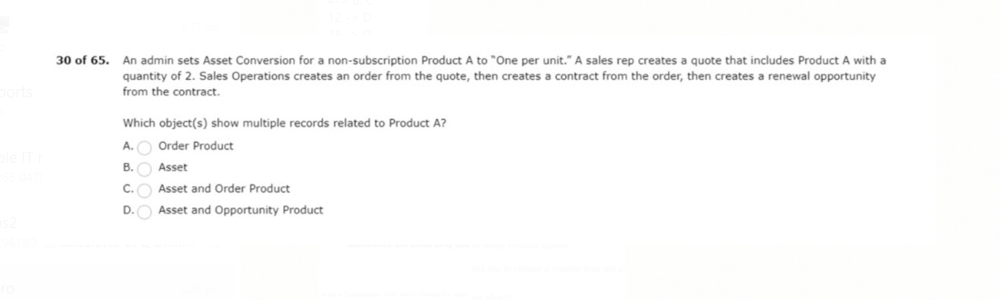 30 of 65. An admin sets Asset Conversion for a non-subscription Product A to "One per unit." A sales rep creates a quote that includes Product A with a
quantity of 2. Sales Operations creates an order from the quote, then creates a contract from the order, then creates a renewal opportunity
from the contract.
Which object(s) show multiple records related to Product A?
A. Order Product
B. Asset
C. Asset and Order Product
D. Asset and Opportunity Product